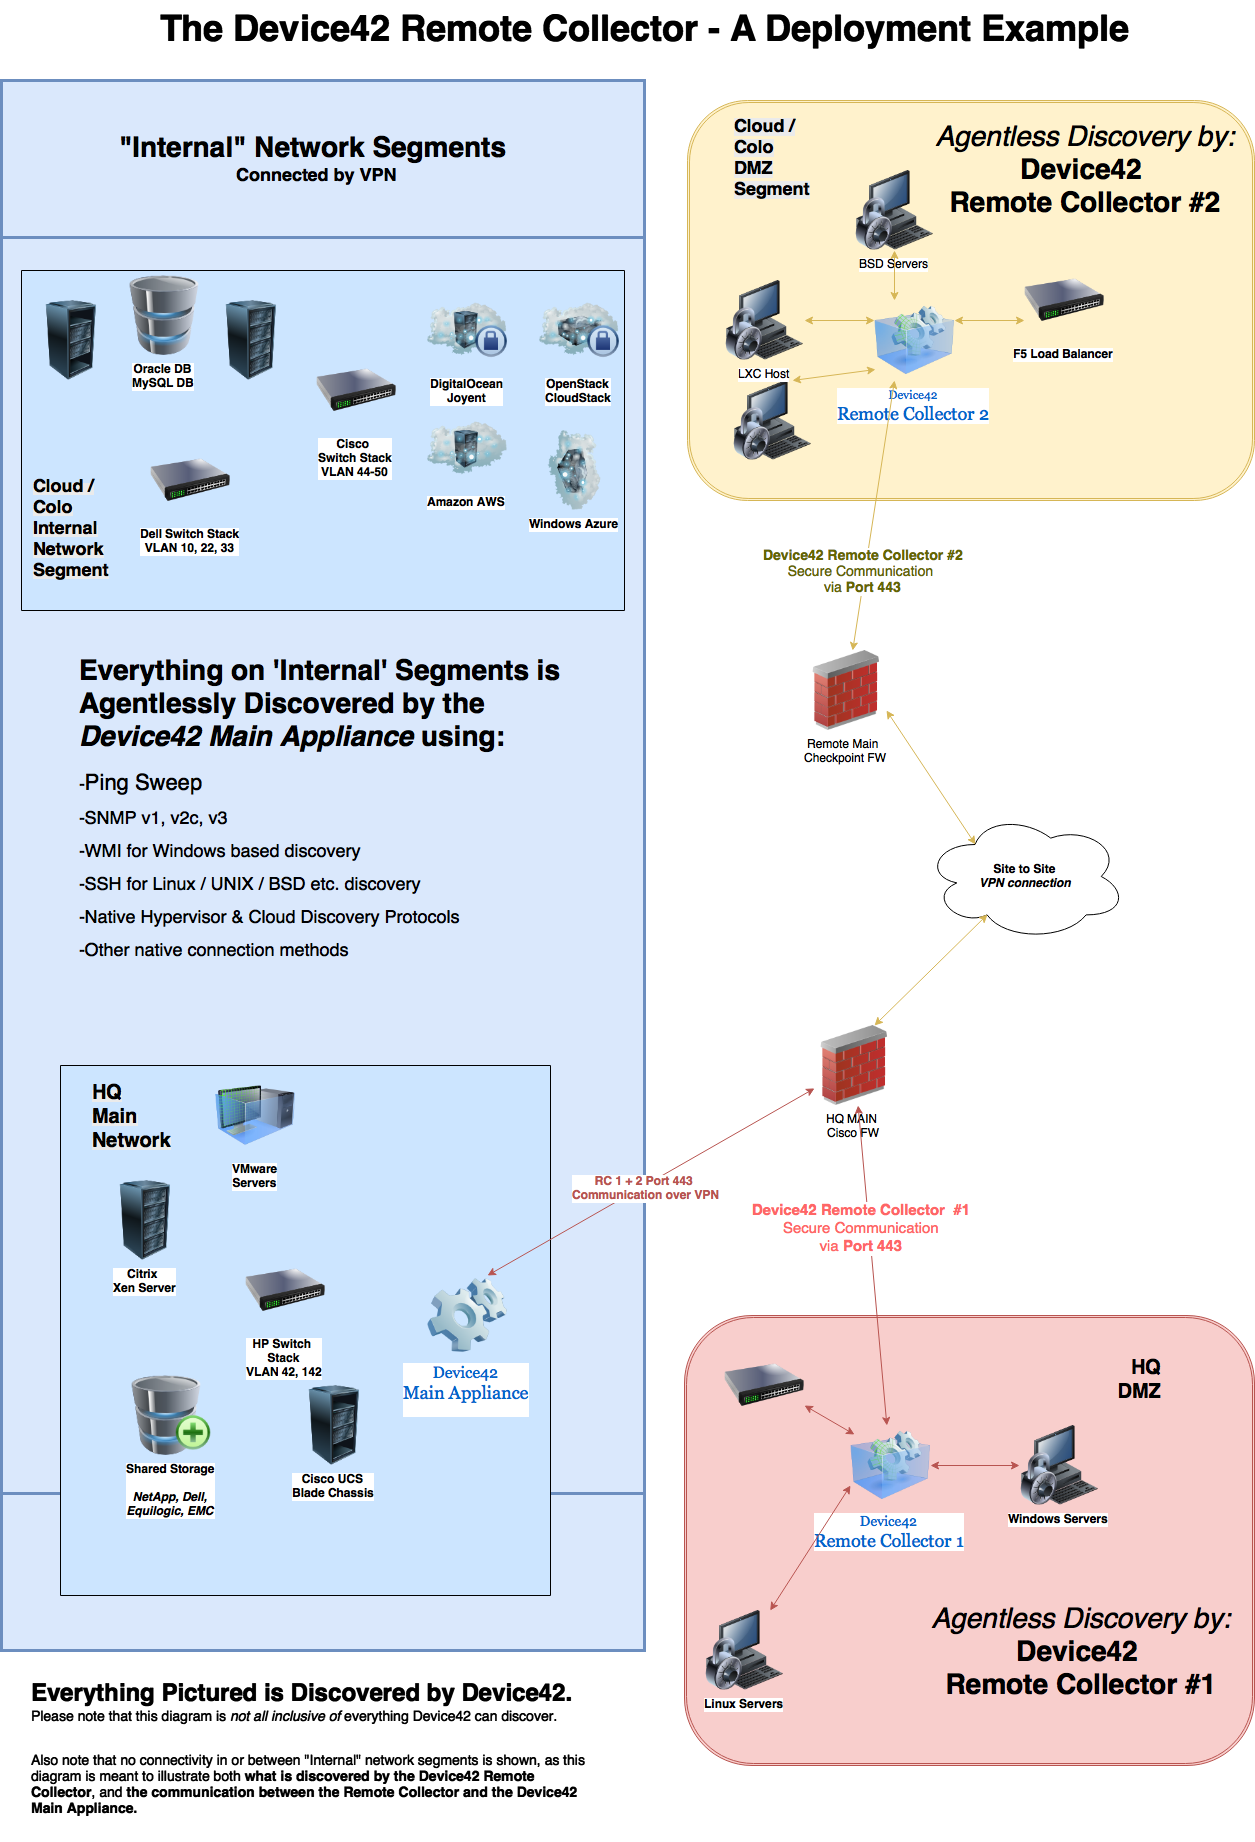 The Device42 Remote Collector - A Deployment Example
"Internal" Network Segments
Connected by VPN
Oracle DB
MySQL DB
DigitalOcean
Joyent
OpenStack
CloudStack
Cisco
Switch Stack
VLAN 44-50
Amazon AWS
Windows Azure
Cloud /
Colo
Internal
Network
Segment
Dell Switch Stack
VLAN 10, 22, 33
Everything on 'Internal' Segments is
Agentlessly Discovered by the
Device42 Main Appliance using:
-Ping Sweep
-SNMP v1, v2c, v3
-WMI for Windows based discovery
-SSH for Linux / UNIX / BSD etc. discovery
-Native Hypervisor & Cloud Discovery Protocols
-Other native connection methods
HQ
Main
Network
VMware
Servers
Citrix
Xen Server
HP Switch
Stack
VLAN 42, 142
Device42
Main Appliance
Shared Storage
NetApp, Dell,
Equilogic, EMC
Cisco UCS
Blade Chassis
Everything Pictured is Discovered by Device42.
Please note that this diagram is not all inclusive of everything Device42 can discover.
Also note that no connectivity in or between "Internal" network segments is shown, as this
diagram is meant to illustrate both what is discovered by the Device42 Remote
Collector, and the communication between the Remote Collector and the Device42
Main Appliance.
Cloud /
Colo
DMZ
Segment
Agentless Discovery by:
Device42
Remote Collector #2
BSD Servers
LXC Host
F5 Load Balancer
Device42
Remote Collector 2
Device42 Remote Collector #2
Secure Communication
via Port 443
Remote Main
Checkpoint FW
Site to Site
VPN connection
HQ MAIN
Cisco FW
RC 1 + 2 Port 443
Communication over VPN
Device42 Remote Collector #1
Secure Communication
via Port 443
HQ
DMZ
Device42
Remote Collector 1
Windows Servers
Linux Servers
Agentless Discovery by:
Device42
Remote Collector #1